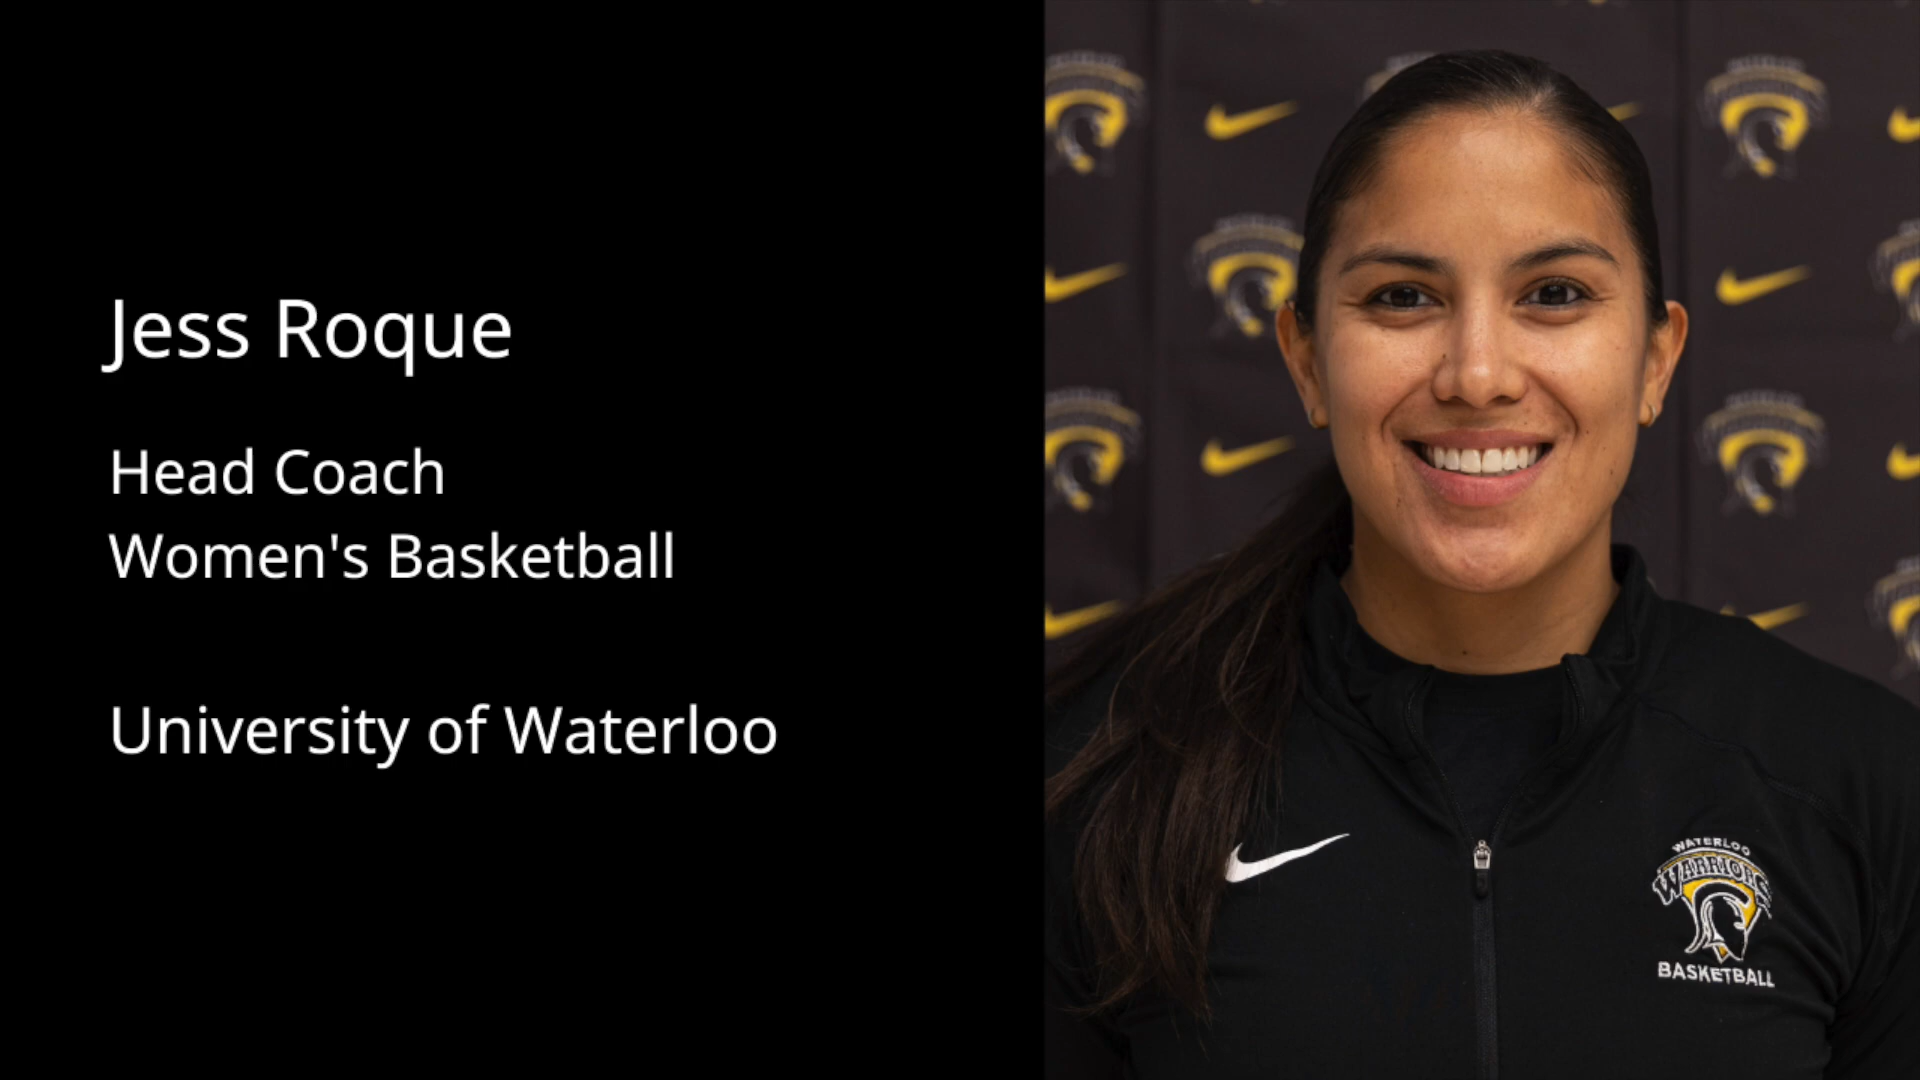 Jess Roque
Head Coach
Women's Basketball
University of Waterloo
WATERLOO
WARRIORS
BASKETBALL